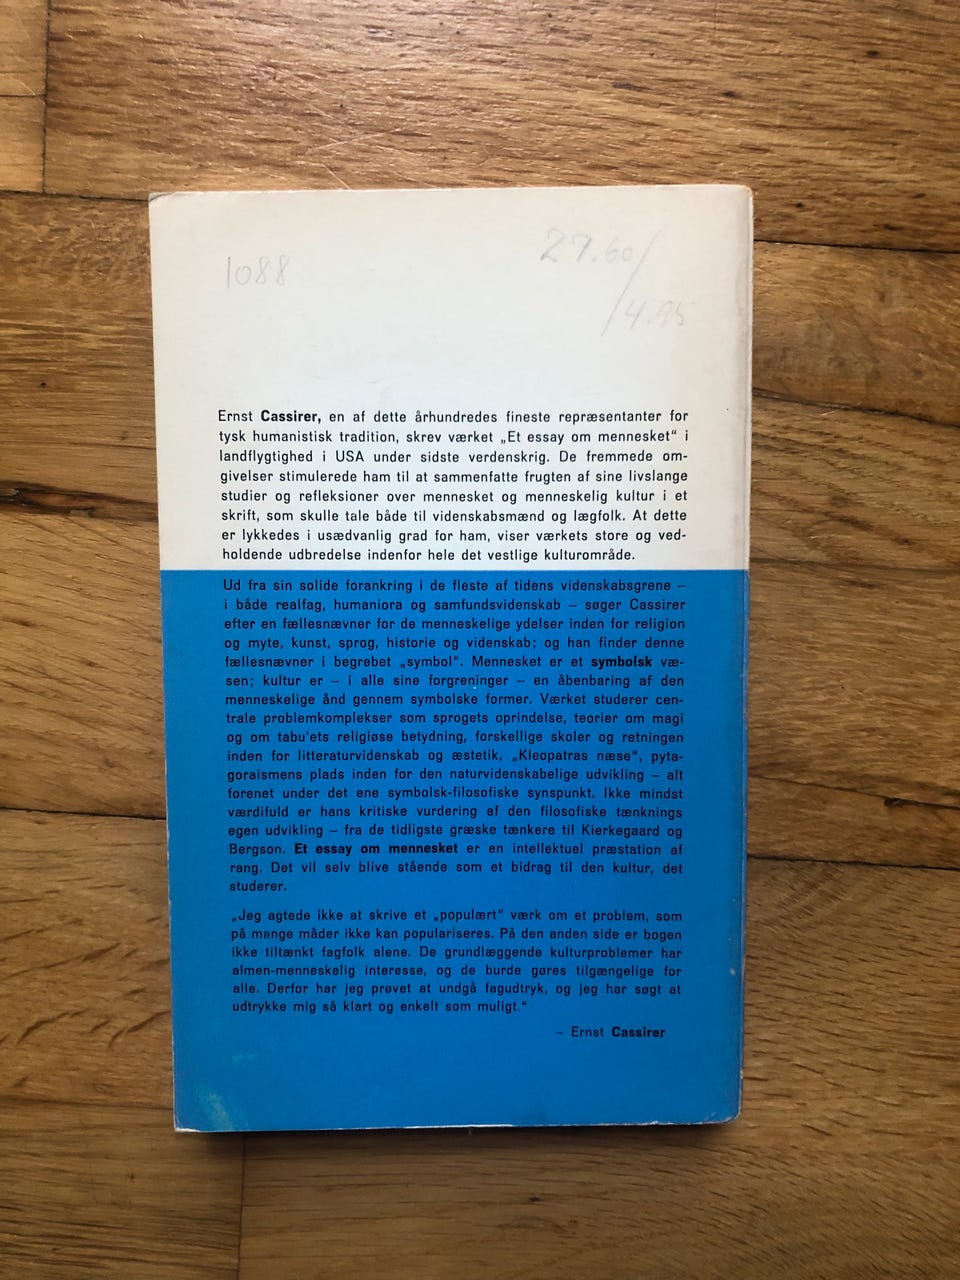 1088
27.60/
/4.95
Ernst Cassirer, en af dette århundredes fineste repræsentanter for
tysk humanistisk tradition, skrev værket „Et essay om mennesket“ i
landflygtighed i USA under sidste verdenskrig. De fremmede om-
givelser stimulerede ham til at sammenfatte frugten af sine livslange
studier og refleksioner over mennesket og menneskelig kultur i et
skrift, som skulle tale både til videnskabsmænd og lægfolk. At dette
er lykkedes i usædvanlig grad for ham, viser værkets store og ved-
holdende udbredelse indenfor hele det vestlige kulturområde.
Ud fra sin solide forankring i de fleste af tidens videnskabsgrene –
i både realfag, humaniora og samfundsvidenskab – søger Cassirer
efter en fællesnævner for de menneskelige ydelser inden for religion
og myte, kunst, sprog, historie og videnskab; og han finder denne
fællesnævner i begrebet „symbol“. Mennesket er et symbolsk væ-
sen; kultur er – i alle sine forgreninger – en åbenbaring af den
menneskelige ånd gennem symbolske former. Værket studerer cen-
trale problemkomplekser som sprogets oprindelse, teorier om magi
og om tabu'ets religiøse betydning, forskellige skoler og retninger
inden for litteraturvidenskab og æstetik, „Kleopatras næse“, pyta-
goraismens plads inden for den naturvidenskabelige udvikling – alt
forenet under det ene symbolsk-filosofiske synspunkt. Ikke mindst
værdifuld er hans kritiske vurdering af den filosofiske tænknings
egen udvikling – fra de tidligste græske tænkere til Kierkegaard og
Bergson. Et essay om mennesket er en intellektuel præstation af
rang. Det vil selv blive stående som et bidrag til den kultur, det
studerer.
„Jeg agtede ikke at skrive et „populært“ værk om et problem, som
på mange måder ikke kan populariseres. På den anden side er bogen
ikke tiltænkt fagfolk alene. De grundlæggende kulturproblemer har
almen-menneskelig interesse, og de burde gøres tilgængelige for
alle. Derfor har jeg prøvet at undgå fagudtryk, og jeg har søgt at
udtrykke mig så klart og enkelt som muligt.“
– Ernst Cassirer